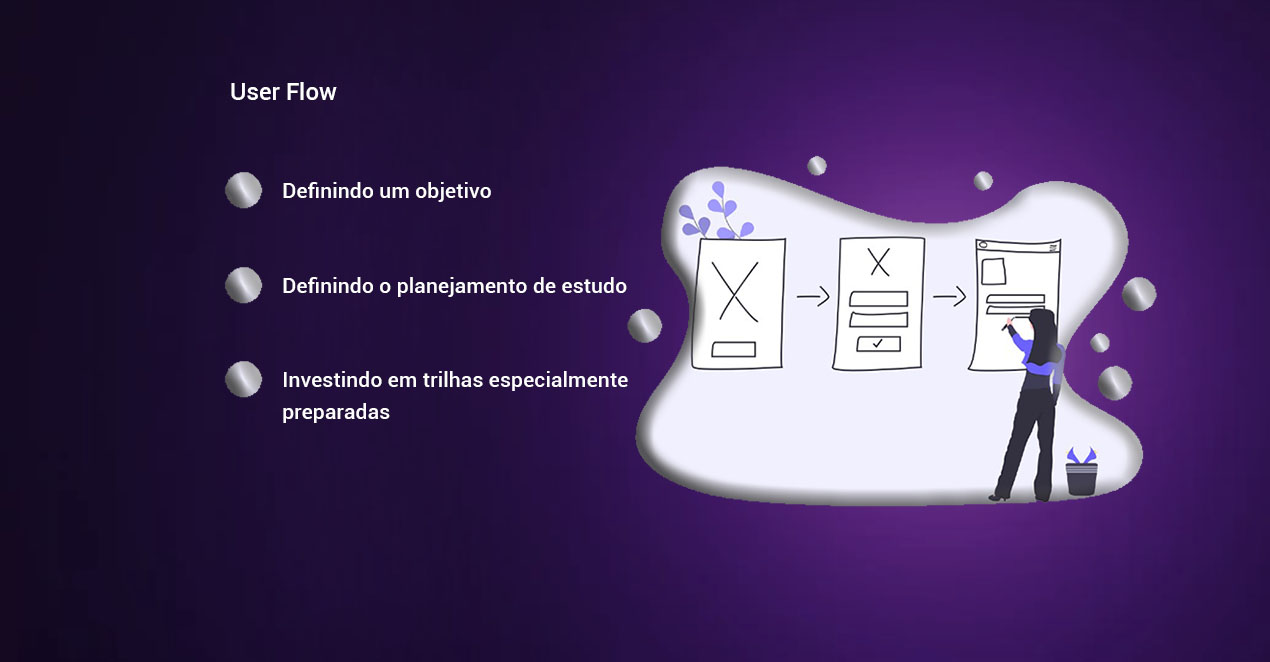 User Flow
Definindo um objetivo
Definindo o planejamento de estudo
Investindo em trilhas especialmente
preparadas